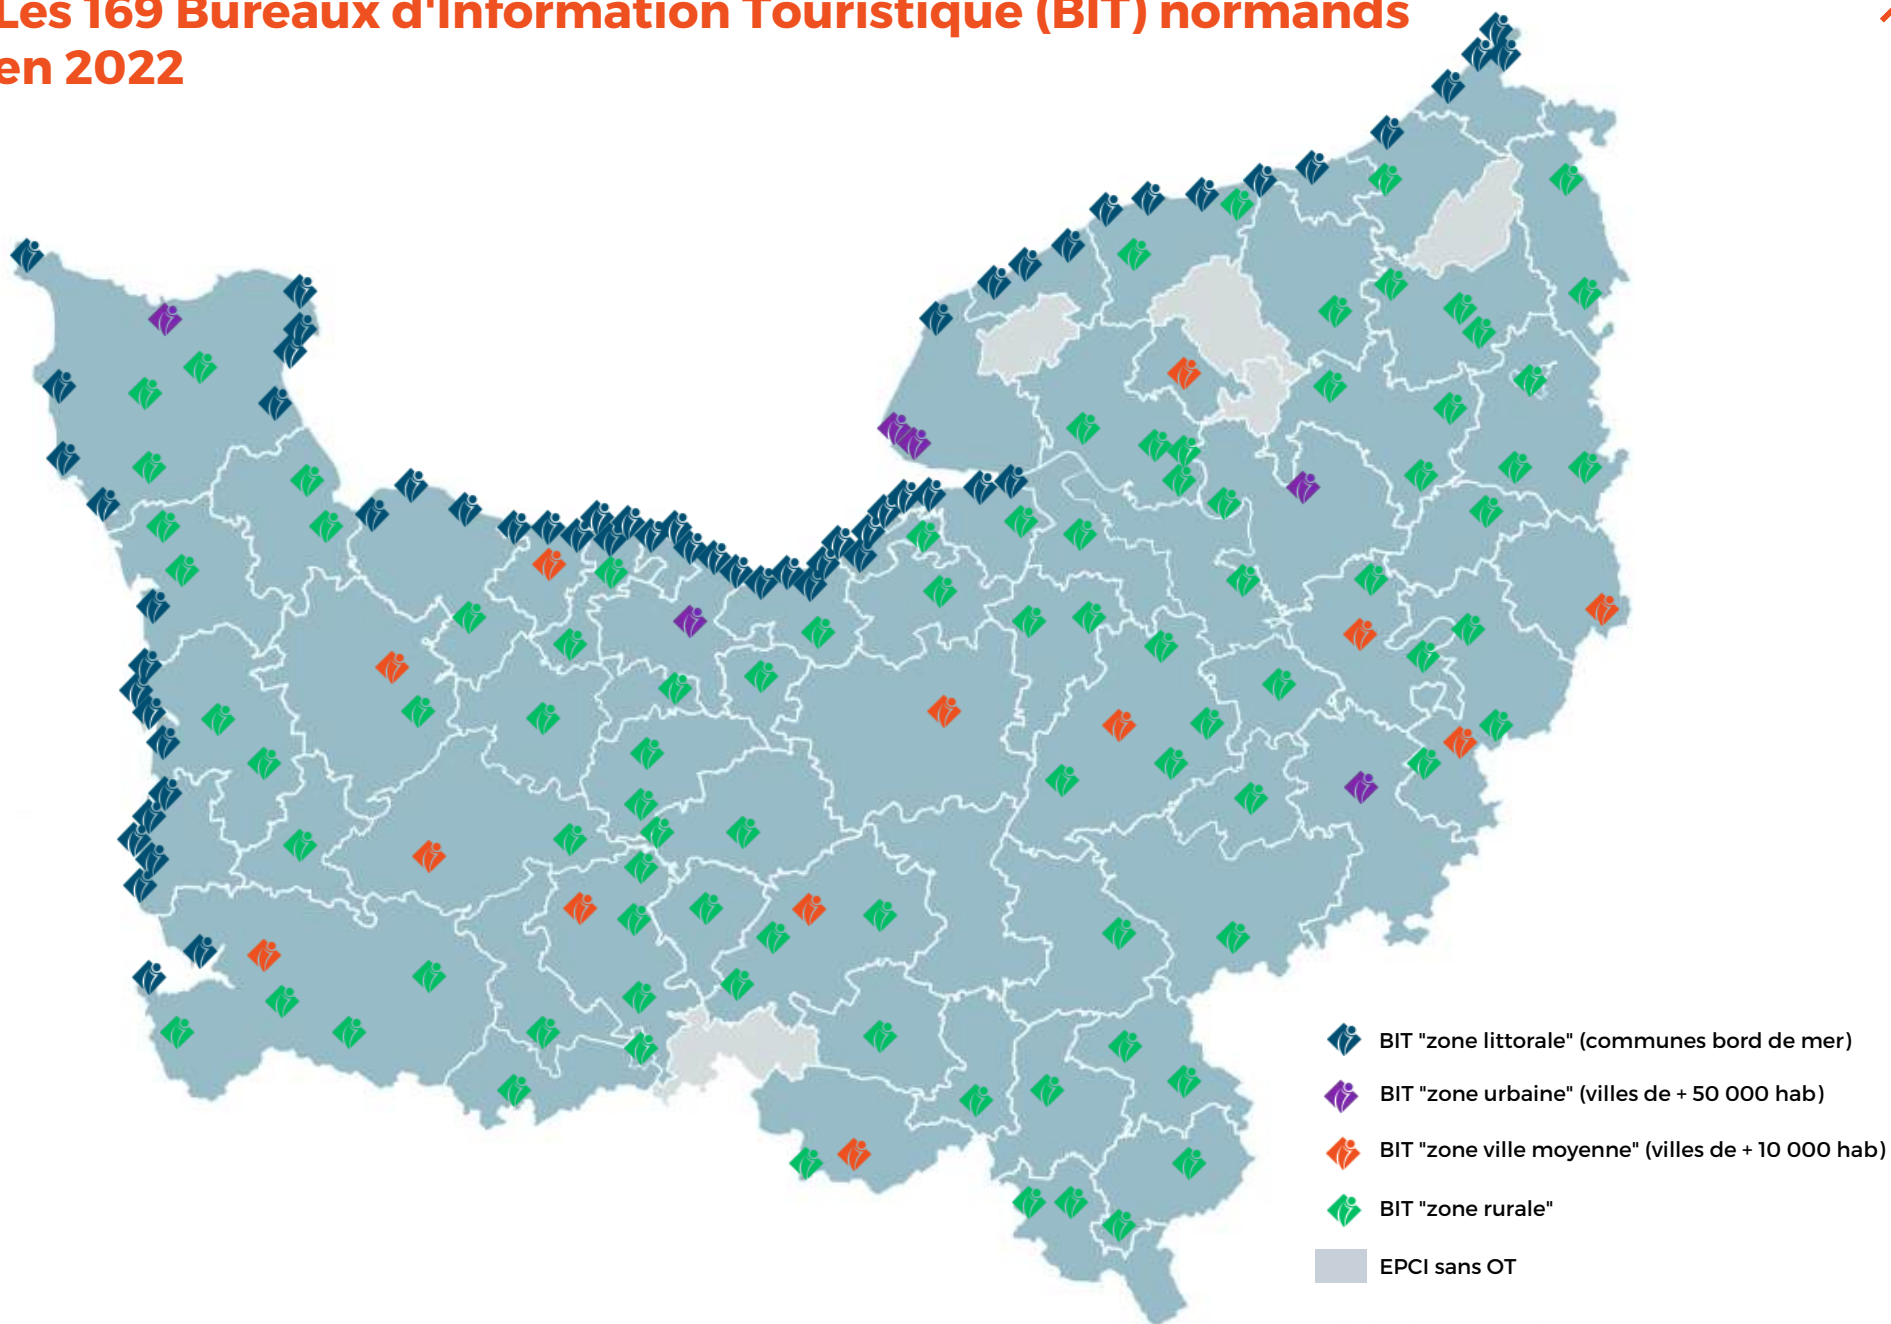 Les 169 Bureaux d'Information Touristique (BIT) normands
en 2022
BIT "zone littorale" (communes bord de mer)
BIT "zone urbaine" (villes de + 50 000 hab)
BIT "zone ville moyenne" (villes de + 10 000 hab)
BIT "zone rurale"
EPCI sans OT